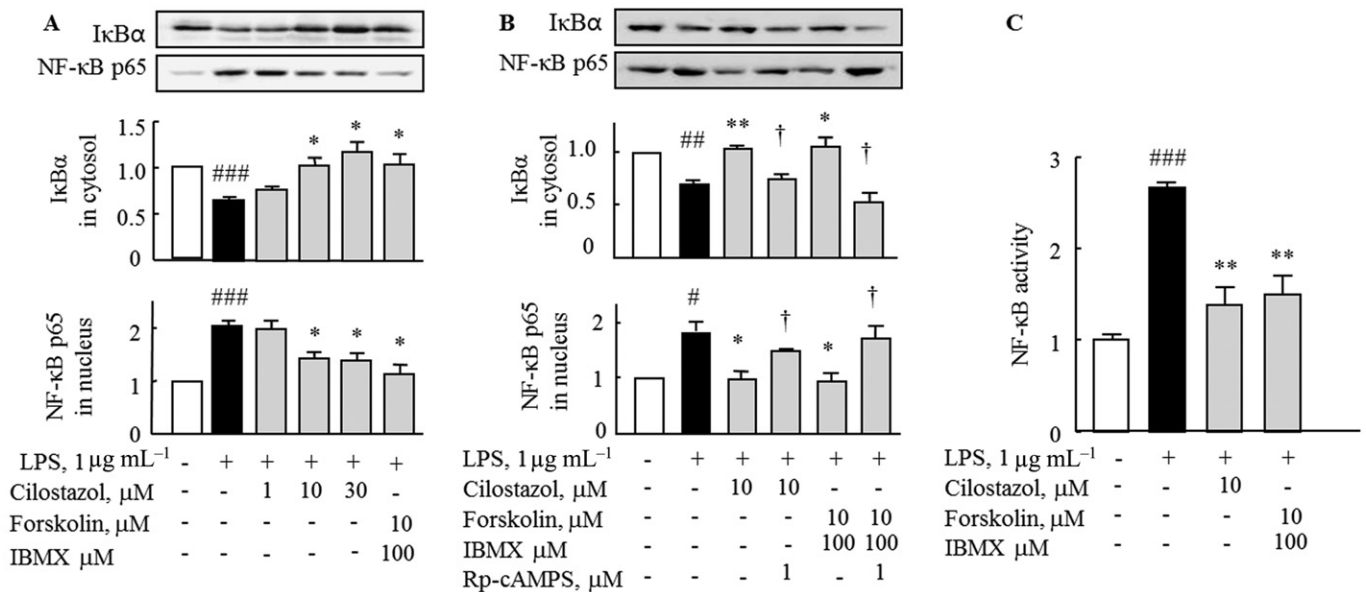 A
IκBα
NF-κB p65
1.5
1.0
0.5
0
IκBα
in cytosol
###
*
*
*
2
1
0
NF-κB p65
in nucleus
###
*
*
*
LPS, 1 μg mL⁻¹ - + + + + +
Cilostazol, μM - - 1 10 30 -
Forskolin, μM - - - - - 10
IBMX μM - - - - - 100
B
IκBα
NF-κB p65
1.0
0.5
0
IκBα
in cytosol
##
**
†
*
†
2
1
0
NF-κB p65
in nucleus
#
*
†
*
†
LPS, 1 μg mL⁻¹ - + + + + +
Cilostazol, μM - - 10 10 - -
Forskolin, μM - - - - 10 10
IBMX μM - - - - 100 100
Rp-cAMPS, μM - - - 1 - 1
C
3
2
1
0
NF-κB activity
###
**
**
LPS, 1 μg mL⁻¹ - + + +
Cilostazol, μM - - 10 -
Forskolin, μM - - - 10
IBMX μM - - - 100